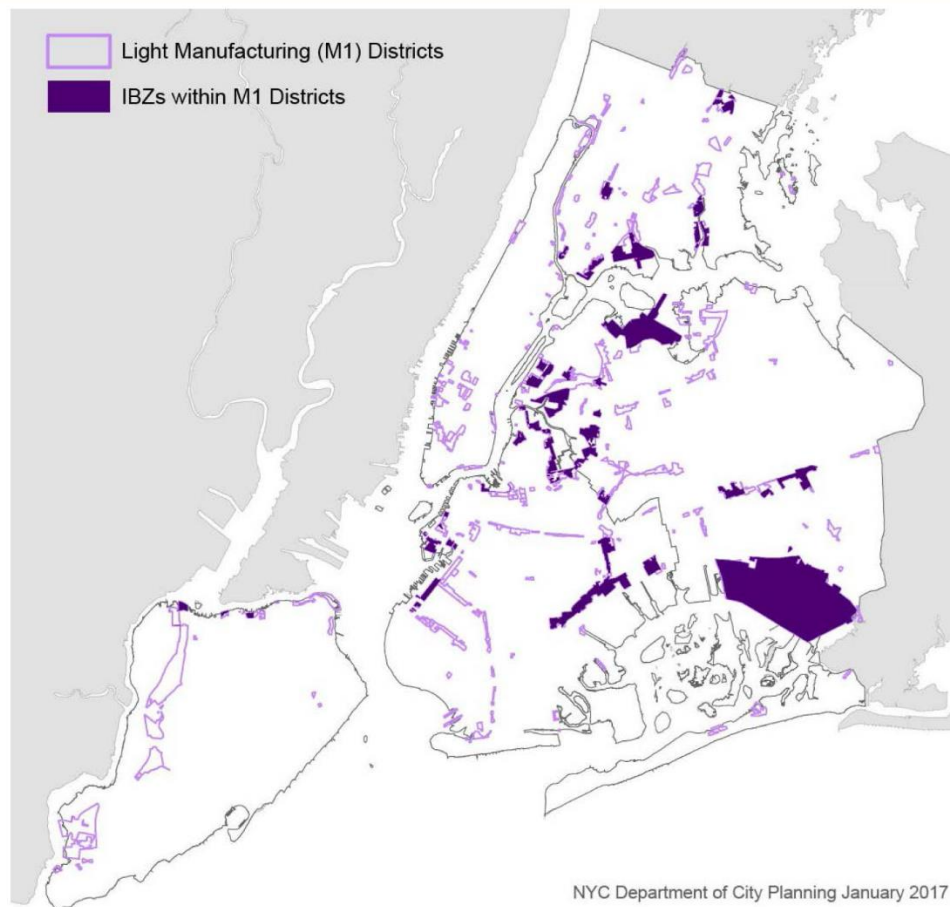 Light Manufacturing (M1) Districts
IBZs within M1 Districts
NYC Department of City Planning January 2017